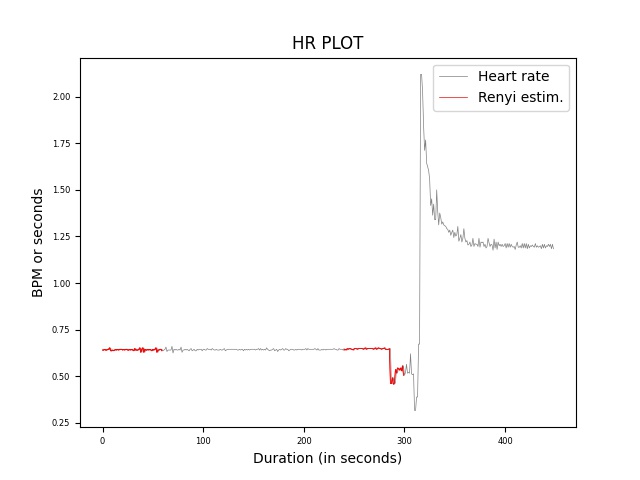 HR PLOT
Heart rate
Renyi estim.
BPM or seconds
2.00
1.75
1.50
1.25
1.00
0.75
0.50
0.25
0 100 200 300 400
Duration (in seconds)